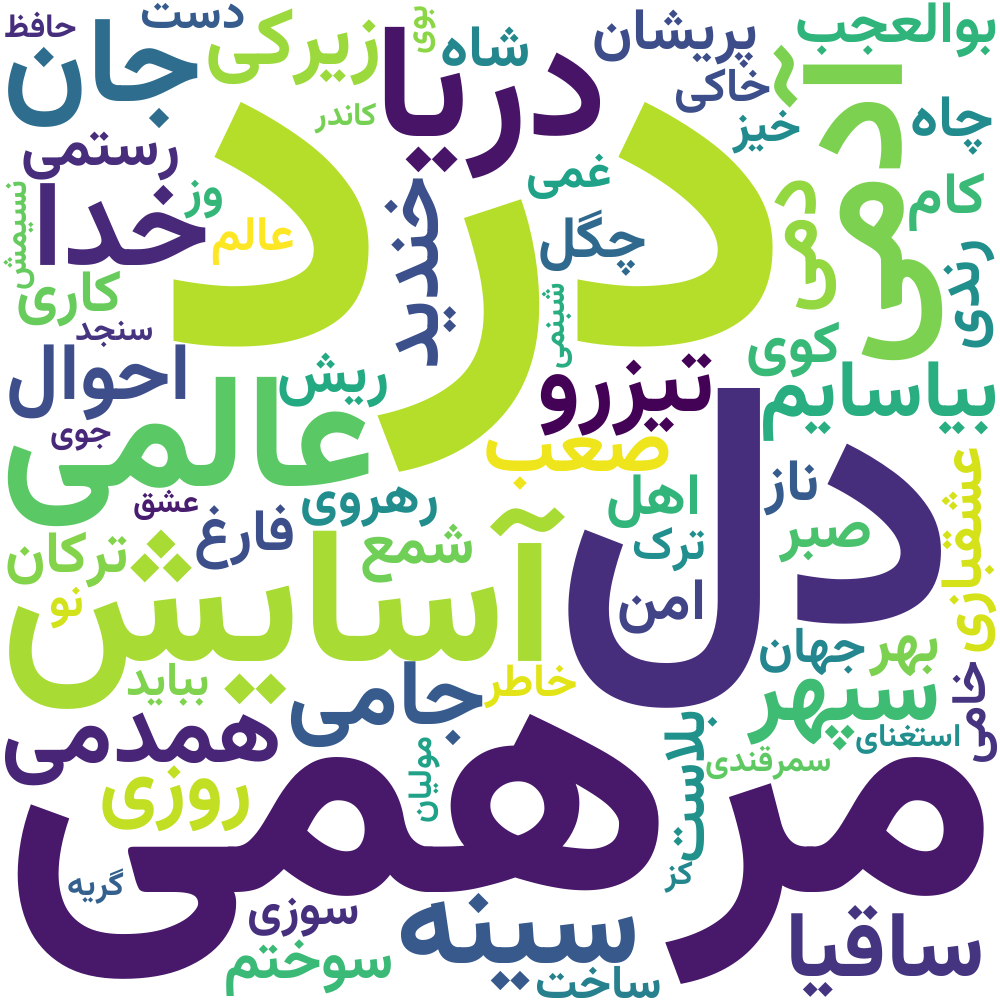 حافظ
دست
زیرکی
بوی
شاه
دریا
پریشان
بوالعجب
جان
کاندر
خاکی
خیز
آدمی
چاه
رستمی
درد
غمی
دمی
کام
نسیمش
خدا
وز
عالم
خندید
چگل
رندی
کاری
سنجد
شبنمی
کوی
احوال
ریش
تیزرو
بیاسایم
جوی
عالمی
صعب
دل
عشق
رهروی
اهل
ناز
عشقبازی
ترکان
فارغ
شمع
ترک
صبر
نو
آسایش
امن
بباید
جامی
خاطر
جهان
بهر
خامی
همدمی
سپهر
استغنای
روزی
مولیان
بلاست
سمرقندی
مرهمی
گریه
کز
سوزی
سینه
ساقیا
سوختم
ساخت